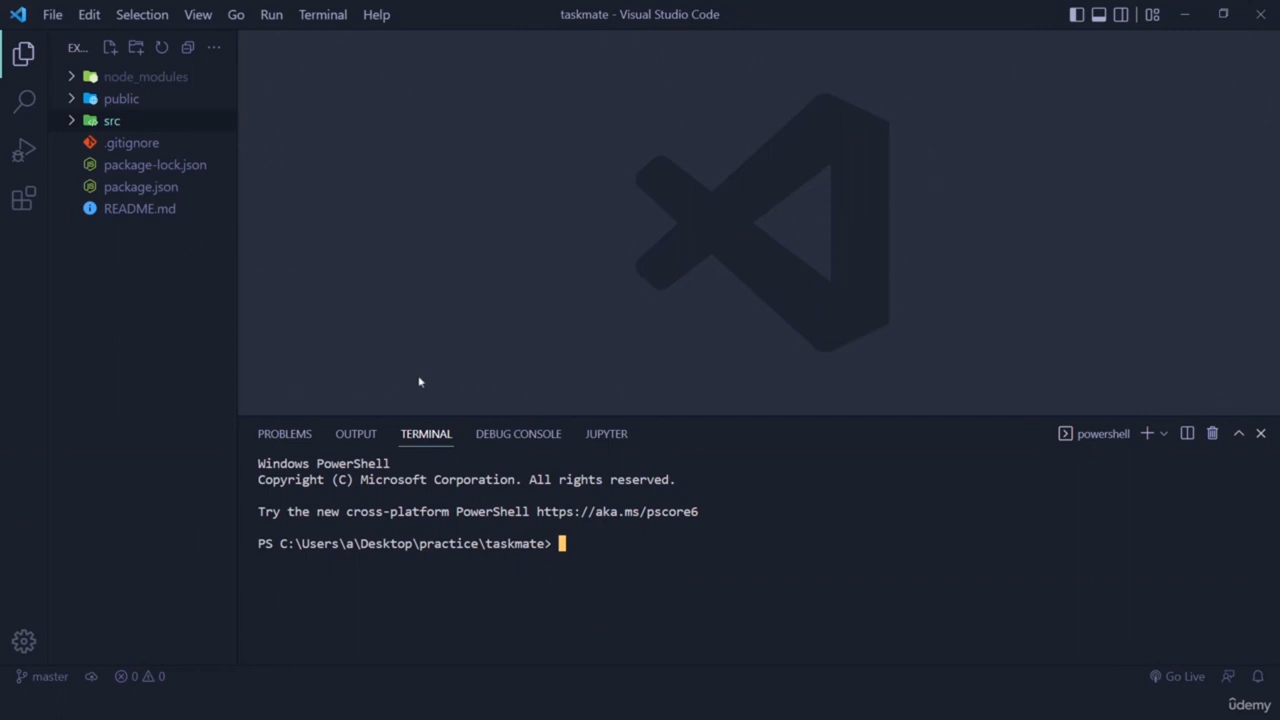 File Edit Selection View Go Run Terminal Help
taskmate - Visual Studio Code
EX...
node_modules
public
src
.gitignore
package-lock.json
package.json
README.md
PROBLEMS OUTPUT TERMINAL DEBUG CONSOLE JUPYTER
powershell
Windows PowerShell
Copyright (C) Microsoft Corporation. All rights reserved.
Try the new cross-platform PowerShell https://aka.ms/pscore6
PS C:\Users\a\Desktop\practice\taskmate>
master 0 0
Go Live
ûdemy